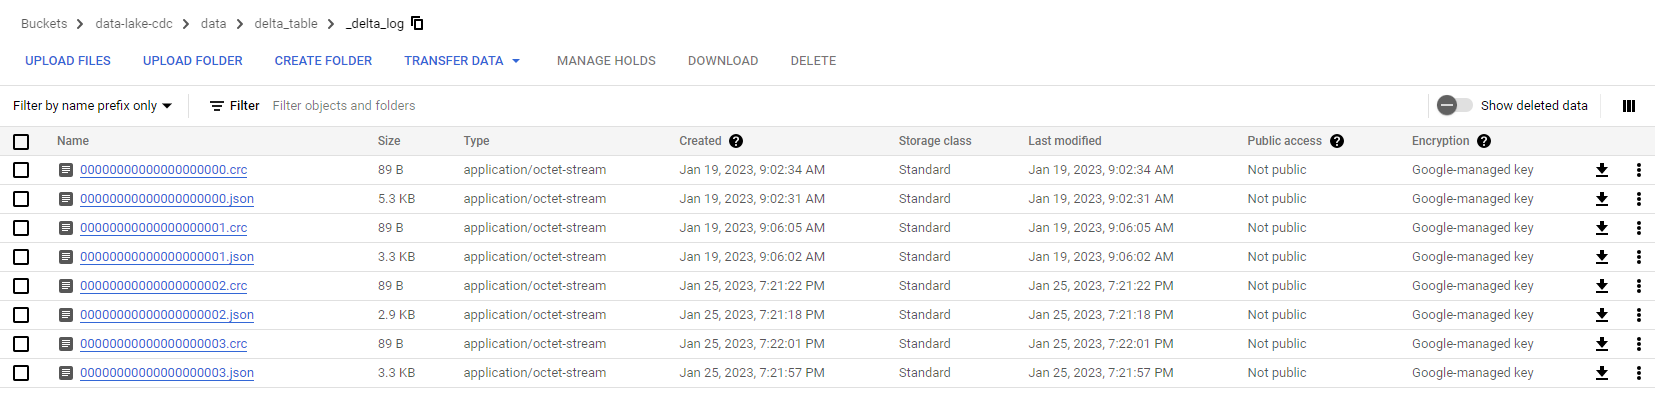 Buckets > data-lake-cdc > data > delta_table > _delta_log
UPLOAD FILES UPLOAD FOLDER CREATE FOLDER TRANSFER DATA MANAGE HOLDS DOWNLOAD DELETE
Filter by name prefix only Filter Filter objects and folders Show deleted data
Name Size Type Created Storage class Last modified Public access Encryption
00000000000000000000.crc 89 B application/octet-stream Jan 19, 2023, 9:02:34 AM Standard Jan 19, 2023, 9:02:34 AM Not public Google-managed key
00000000000000000000.json 5.3 KB application/octet-stream Jan 19, 2023, 9:02:31 AM Standard Jan 19, 2023, 9:02:31 AM Not public Google-managed key
00000000000000000001.crc 89 B application/octet-stream Jan 19, 2023, 9:06:05 AM Standard Jan 19, 2023, 9:06:05 AM Not public Google-managed key
00000000000000000001.json 3.3 KB application/octet-stream Jan 19, 2023, 9:06:02 AM Standard Jan 19, 2023, 9:06:02 AM Not public Google-managed key
00000000000000000002.crc 89 B application/octet-stream Jan 25, 2023, 7:21:22 PM Standard Jan 25, 2023, 7:21:22 PM Not public Google-managed key
00000000000000000002.json 2.9 KB application/octet-stream Jan 25, 2023, 7:21:18 PM Standard Jan 25, 2023, 7:21:18 PM Not public Google-managed key
00000000000000000003.crc 89 B application/octet-stream Jan 25, 2023, 7:22:01 PM Standard Jan 25, 2023, 7:22:01 PM Not public Google-managed key
00000000000000000003.json 3.3 KB application/octet-stream Jan 25, 2023, 7:21:57 PM Standard Jan 25, 2023, 7:21:57 PM Not public Google-managed key